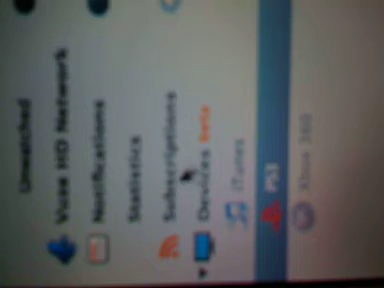 Unwatched
Vuze HD Network
Notifications
Statistics
Subscriptions
Devices beta
iTunes
PS3
Xbox 360